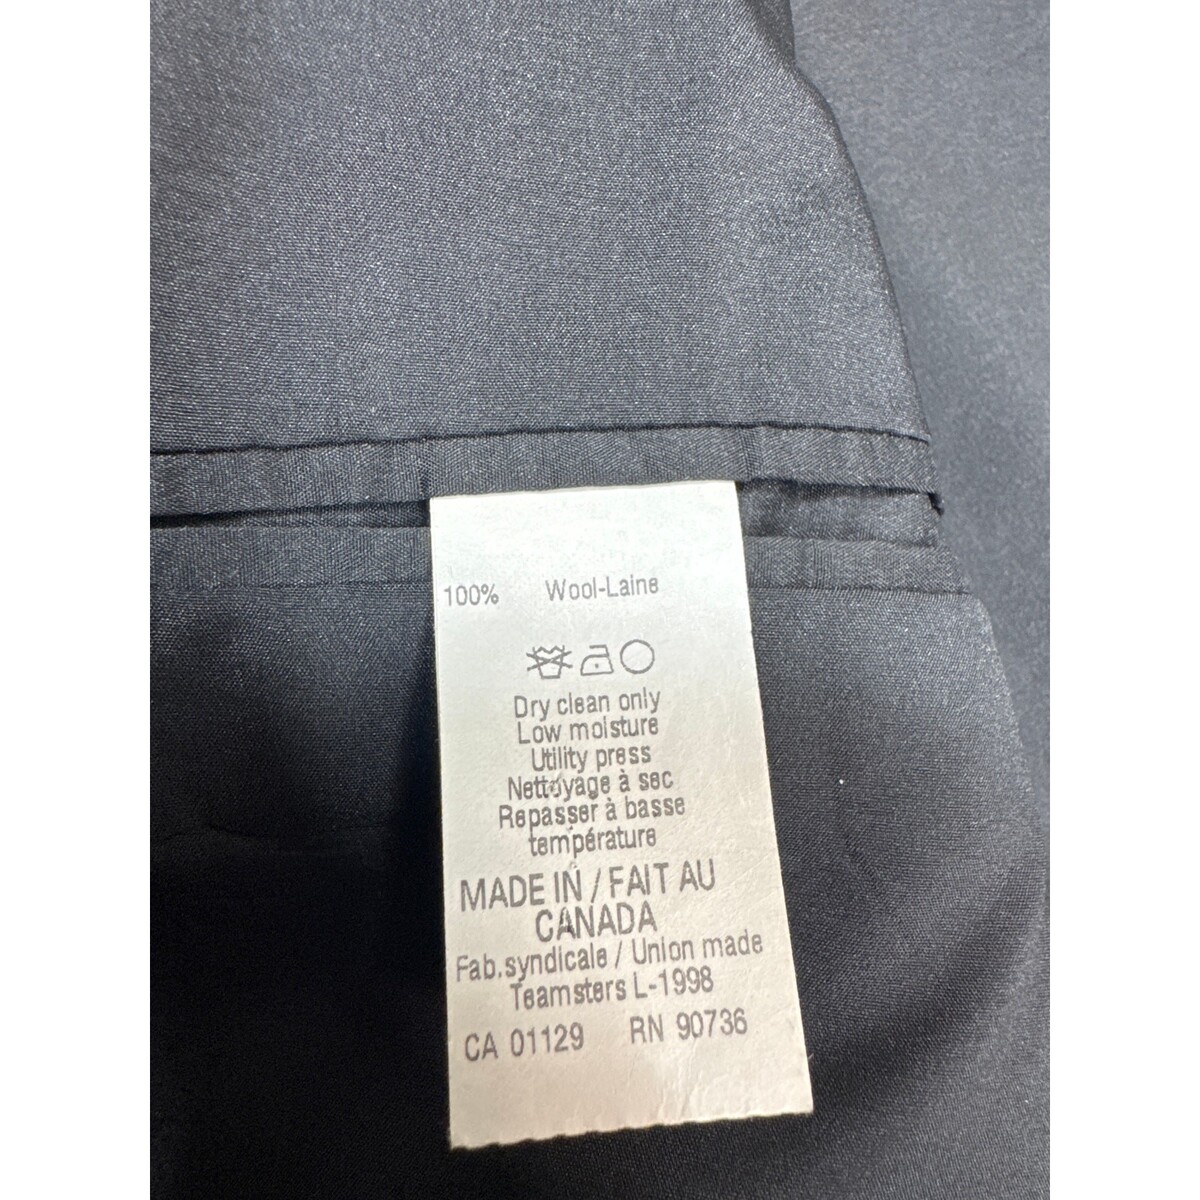 100% Wool-Laine
Dry clean only
Low moisture
Utility press
Nettoyage à sec
Repasser à basse
température
MADE IN / FAIT AU
CANADA
Fab.syndicale / Union made
Teamsters L-1998
CA 01129 RN 90736